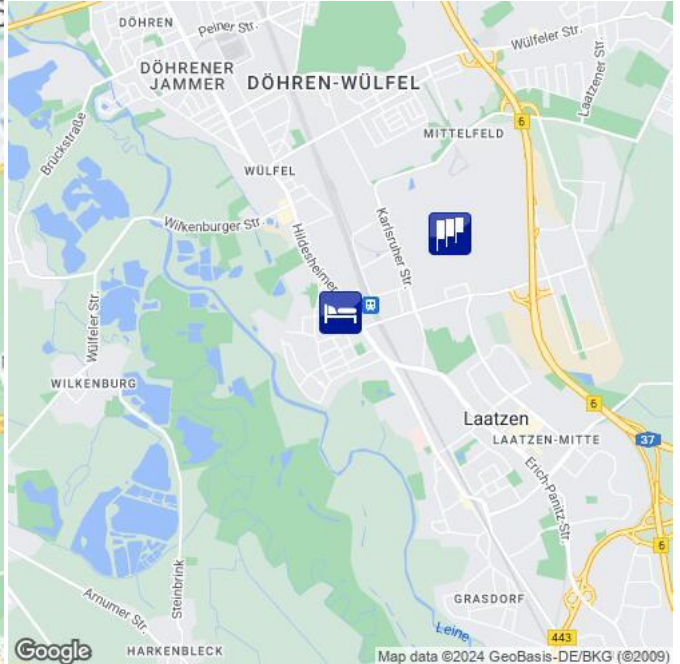 DÖHREN
Peiner Str.
Wülfeler Str.
DÖHRENER
JAMMER
DÖHREN-WÜLFEL
Laatzener Str.
6
Brückstraße
MITTELFELD
WÜLFEL
Wilkenburger Str.
Karlsruher Str.
Hildesheimer
Wülfeler Str.
WILKENBURG
6
Laatzen
37
LAATZEN-MITTE
Erich-Panitz-Str.
6
Steinbrink
Arnumer Str.
GRASDORF
Leine
443
HARKENBLECK
Google
Map data ©2024 GeoBasis-DE/BKG (©2009)